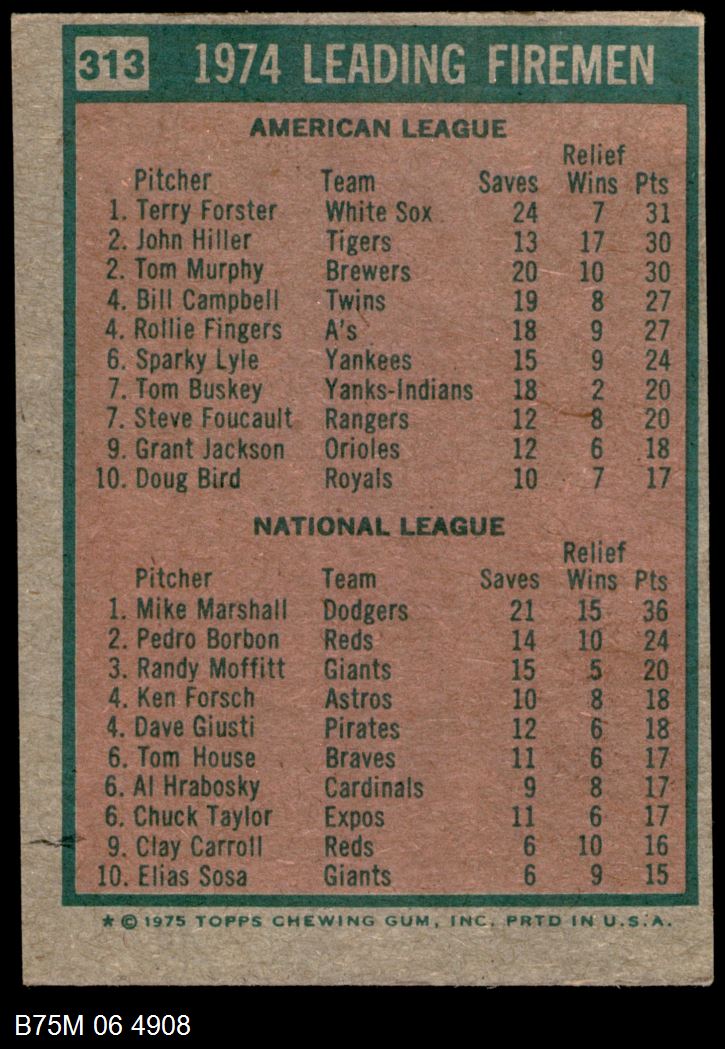 313 1974 LEADING FIREMEN
AMERICAN LEAGUE
Relief
Pitcher Team Saves Wins Pts
1. Terry Forster White Sox 24 7 31
2. John Hiller Tigers 13 17 30
2. Tom Murphy Brewers 20 10 30
4. Bill Campbell Twins 19 8 27
4. Rollie Fingers A's 18 9 27
6. Sparky Lyle Yankees 15 9 24
7. Tom Buskey Yanks-Indians 18 2 20
7. Steve Foucault Rangers 12 8 20
9. Grant Jackson Orioles 12 6 18
10. Doug Bird Royals 10 7 17
NATIONAL LEAGUE
Relief
Pitcher Team Saves Wins Pts
1. Mike Marshall Dodgers 21 15 36
2. Pedro Borbon Reds 14 10 24
3. Randy Moffitt Giants 15 5 20
4. Ken Forsch Astros 10 8 18
4. Dave Giusti Pirates 12 6 18
6. Tom House Braves 11 6 17
6. Al Hrabosky Cardinals 9 8 17
6. Chuck Taylor Expos 11 6 17
9. Clay Carroll Reds 6 10 16
10. Elias Sosa Giants 6 9 15
* © 1975 TOPPS CHEWING GUM, INC. PRTD IN U.S.A.
B75M 06 4908